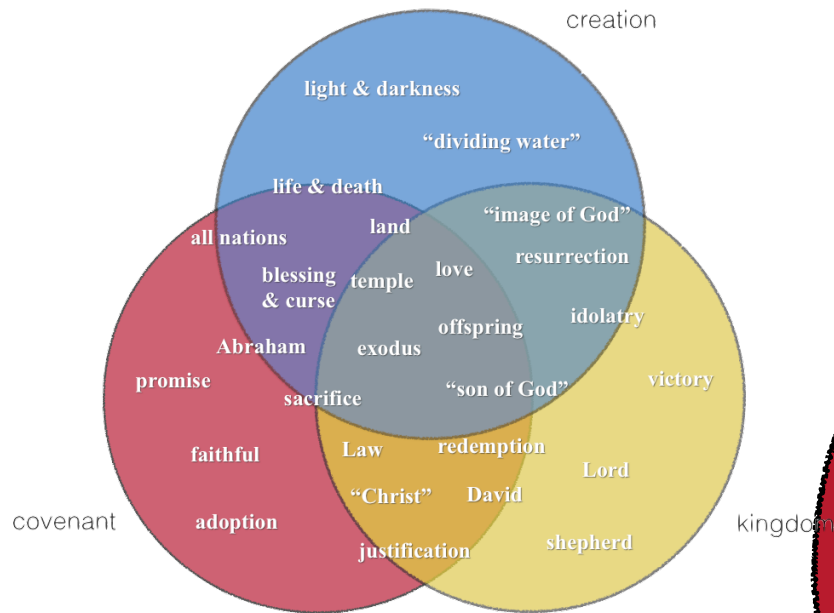 creation
light & darkness
“dividing water”
life & death
“image of God”
land
all nations
resurrection
love
blessing
& curse
temple
idolatry
offspring
Abraham
exodus
promise
victory
“son of God”
sacrifice
redemption
Law
faithful
Lord
“Christ”
David
adoption
covenant
kingdom
shepherd
justification